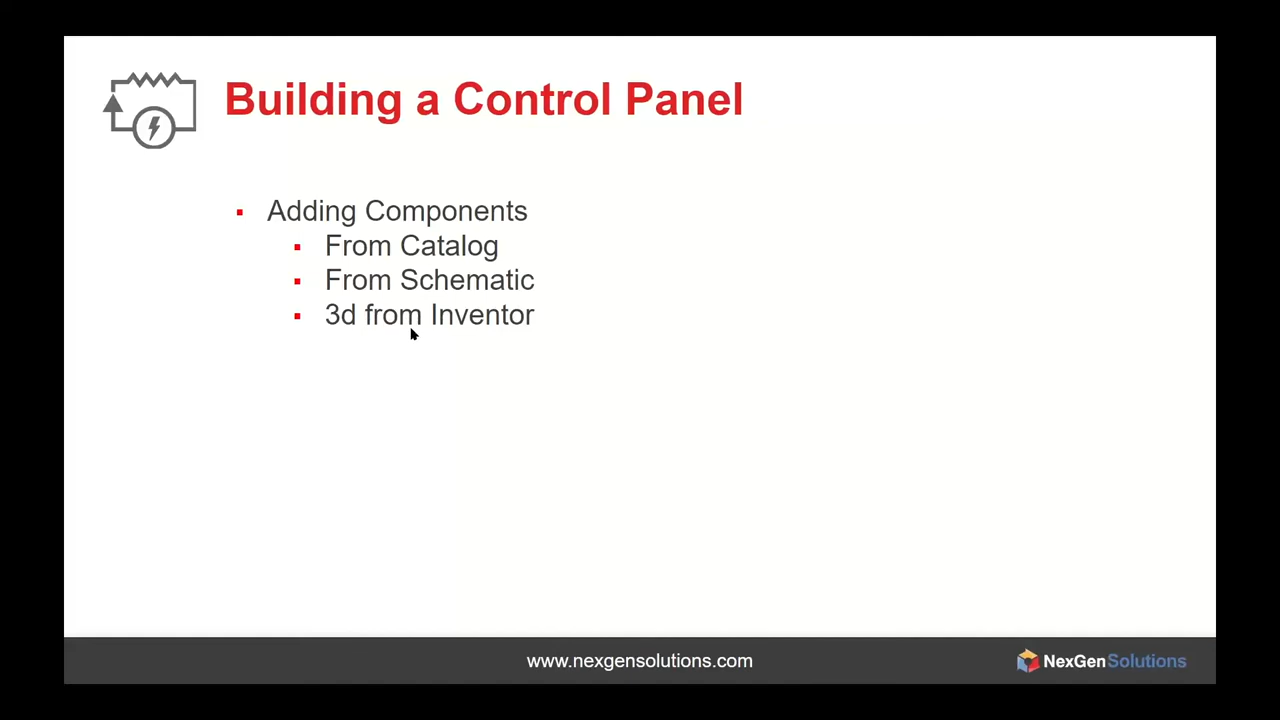 Building a Control Panel
Adding Components
From Catalog
From Schematic
3d from Inventor
www.nexgensolutions.com
NexGenSolutions